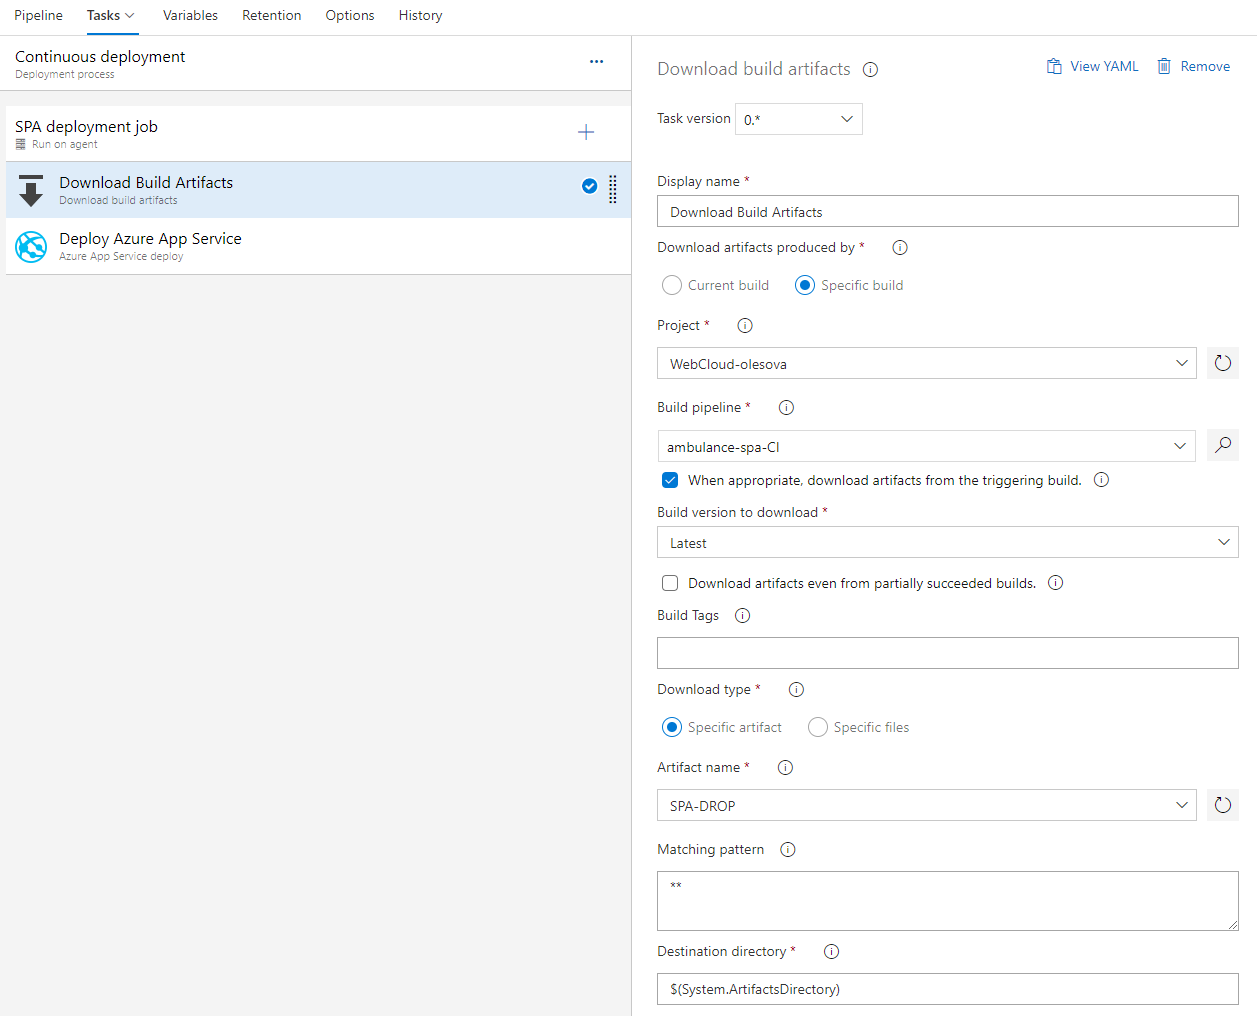 Pipeline Tasks Variables Retention Options History
Continuous deployment
Deployment process
...
SPA deployment job
Run on agent
Download Build Artifacts
Download build artifacts
Deploy Azure App Service
Azure App Service deploy
Download build artifacts
View YAML Remove
Task version 0.*
Display name *
Download Build Artifacts
Download artifacts produced by *
Current build Specific build
Project *
WebCloud-olesova
Build pipeline *
ambulance-spa-CI
When appropriate, download artifacts from the triggering build.
Build version to download *
Latest
Download artifacts even from partially succeeded builds.
Build Tags
Download type *
Specific artifact Specific files
Artifact name *
SPA-DROP
Matching pattern
**
Destination directory *
$(System.ArtifactsDirectory)